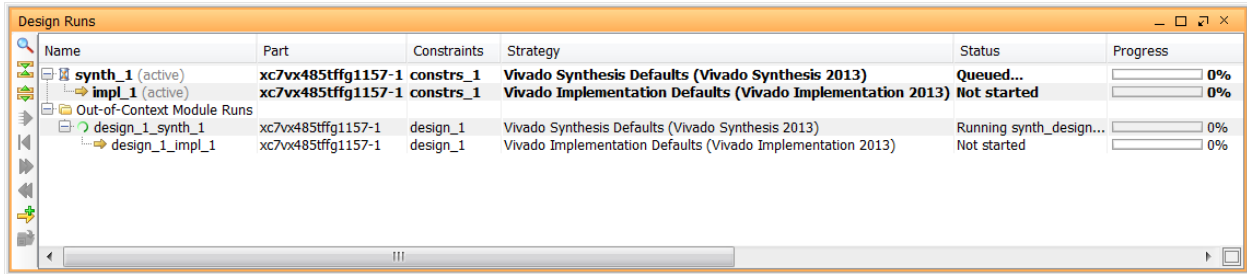 Design Runs
Name Part Constraints Strategy Status Progress
synth_1 (active) xc7vx485tffg1157-1 constrs_1 Vivado Synthesis Defaults (Vivado Synthesis 2013) Queued... 0%
impl_1 (active) xc7vx485tffg1157-1 constrs_1 Vivado Implementation Defaults (Vivado Implementation 2013) Not started 0%
Out-of-Context Module Runs
design_1_synth_1 xc7vx485tffg1157-1 design_1 Vivado Synthesis Defaults (Vivado Synthesis 2013) Running synth_design... 0%
design_1_impl_1 xc7vx485tffg1157-1 design_1 Vivado Implementation Defaults (Vivado Implementation 2013) Not started 0%